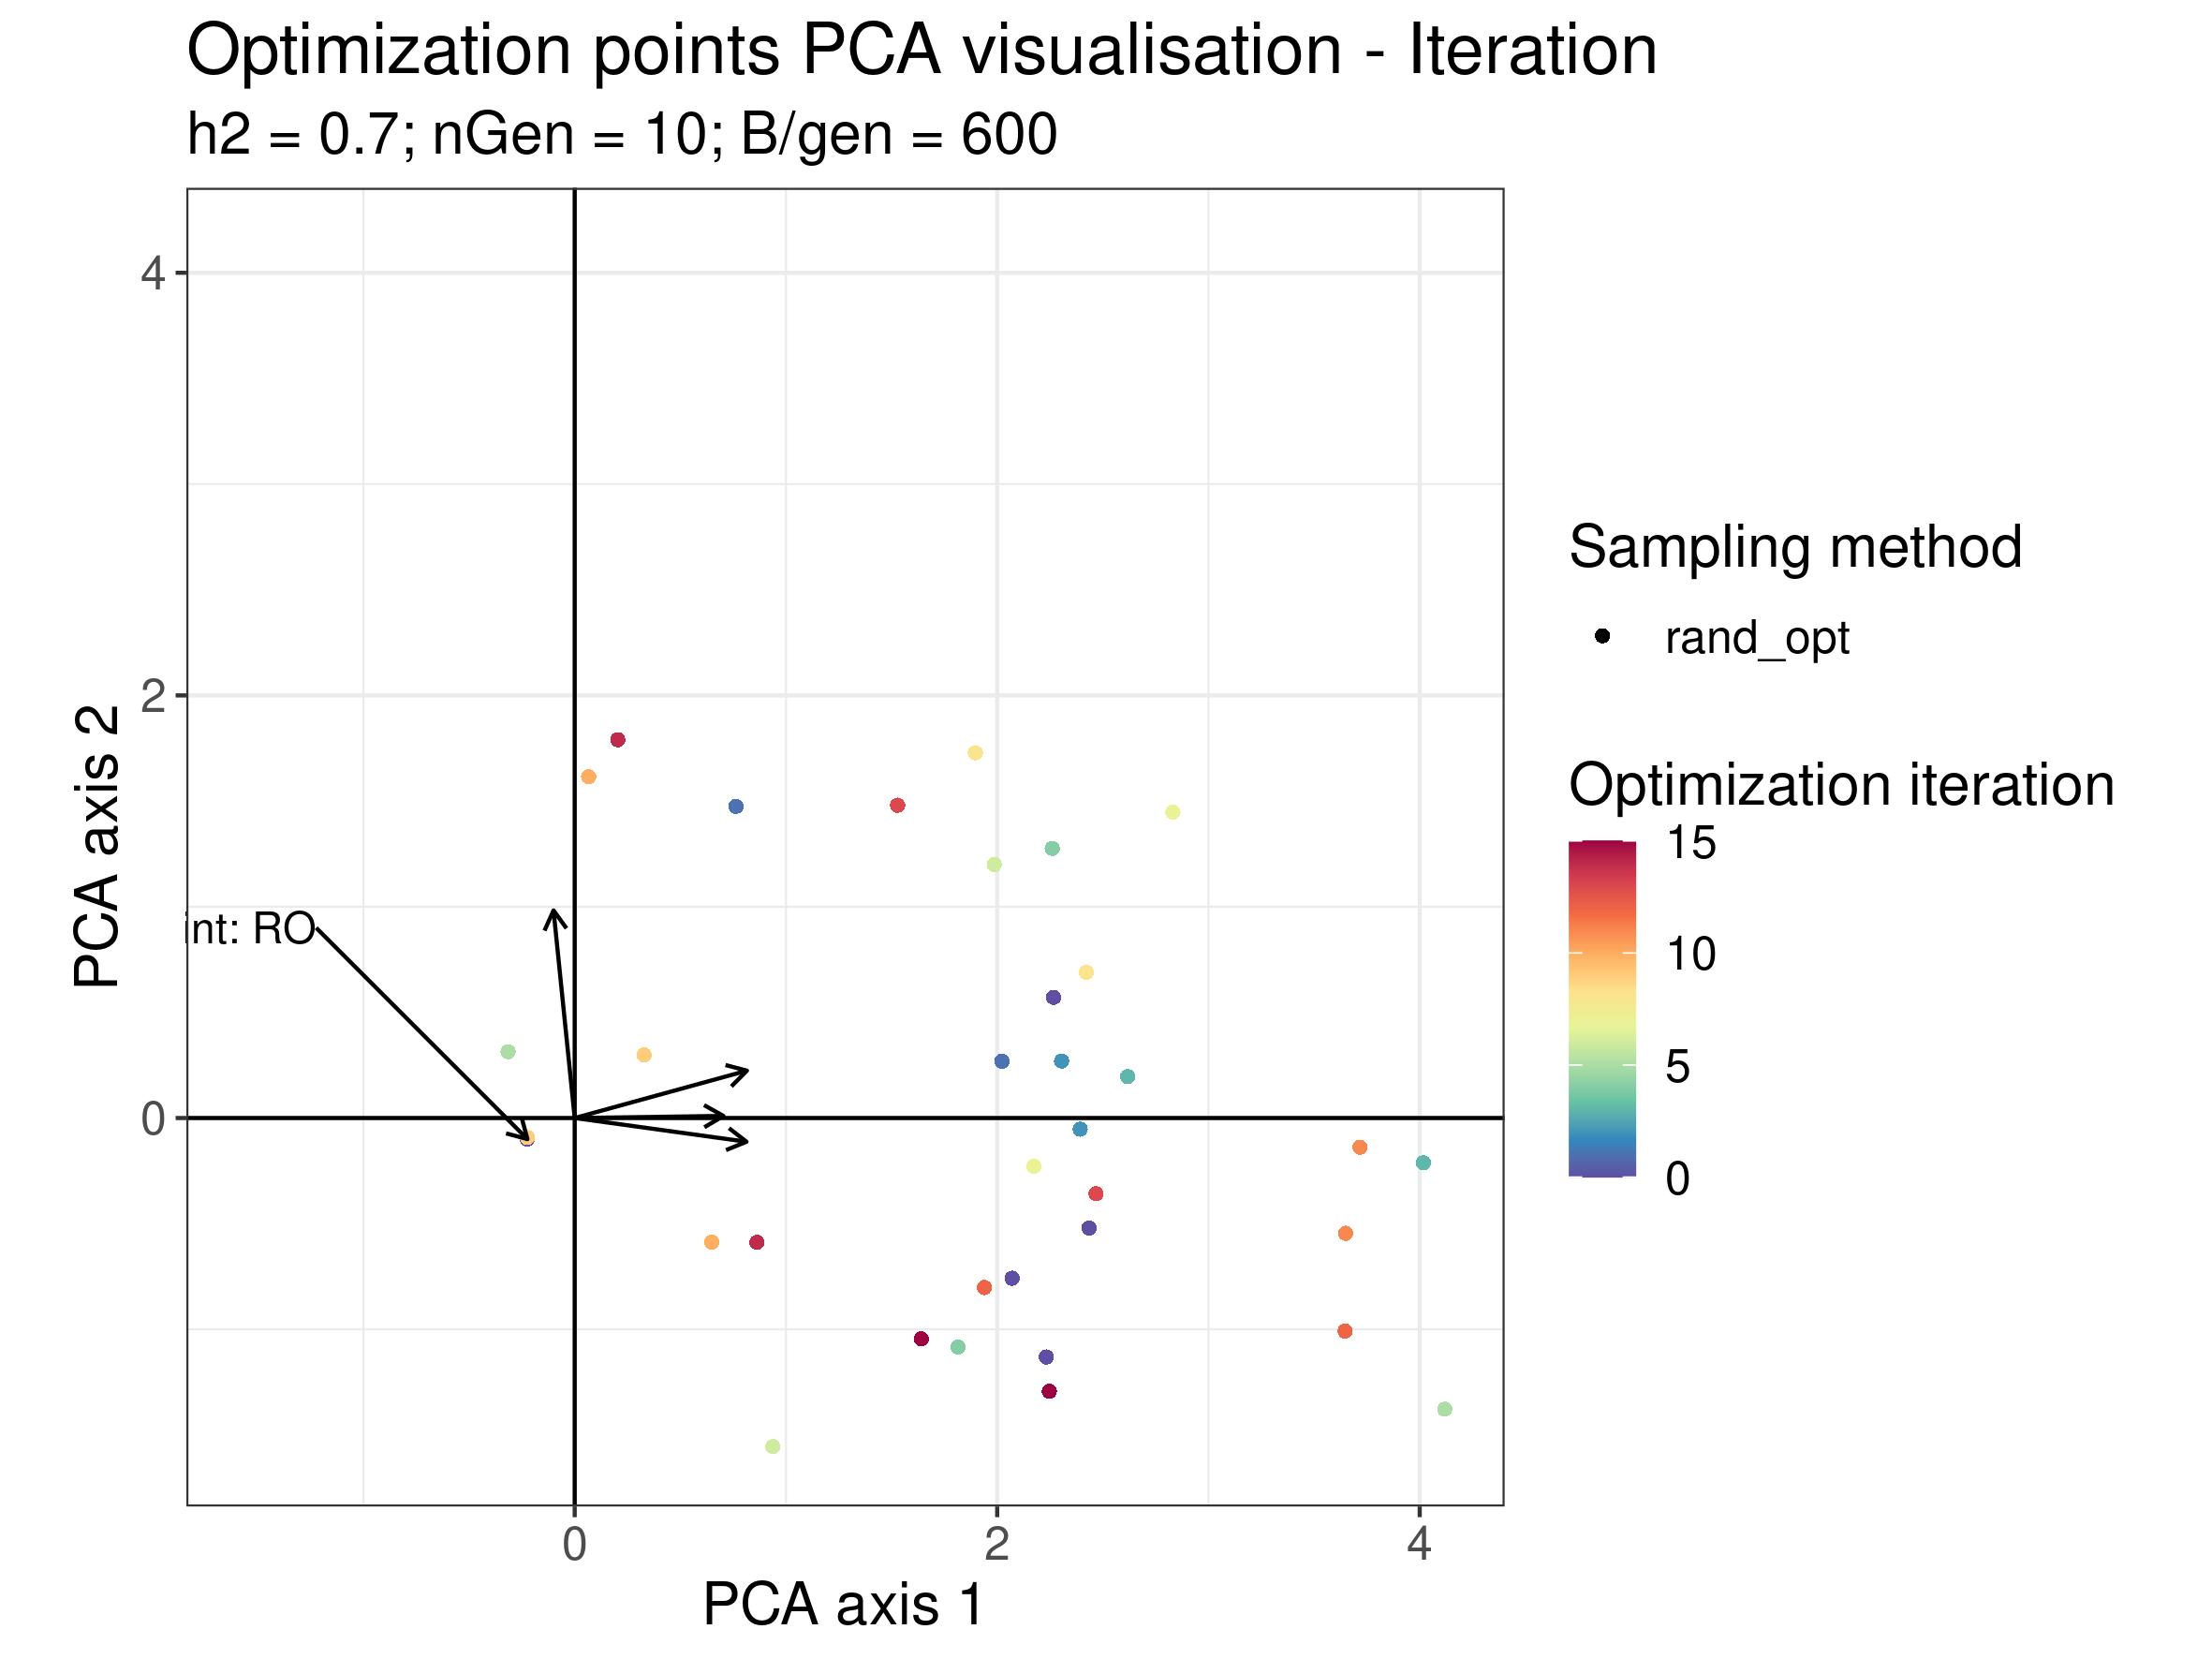 Optimization points PCA visualisation - Iteration
h2 = 0.7; nGen = 10; B/gen = 600
PCA axis 2
4
2
0
int: RO
0
2
4
PCA axis 1
Sampling method
rand_opt
Optimization iteration
15
10
5
0